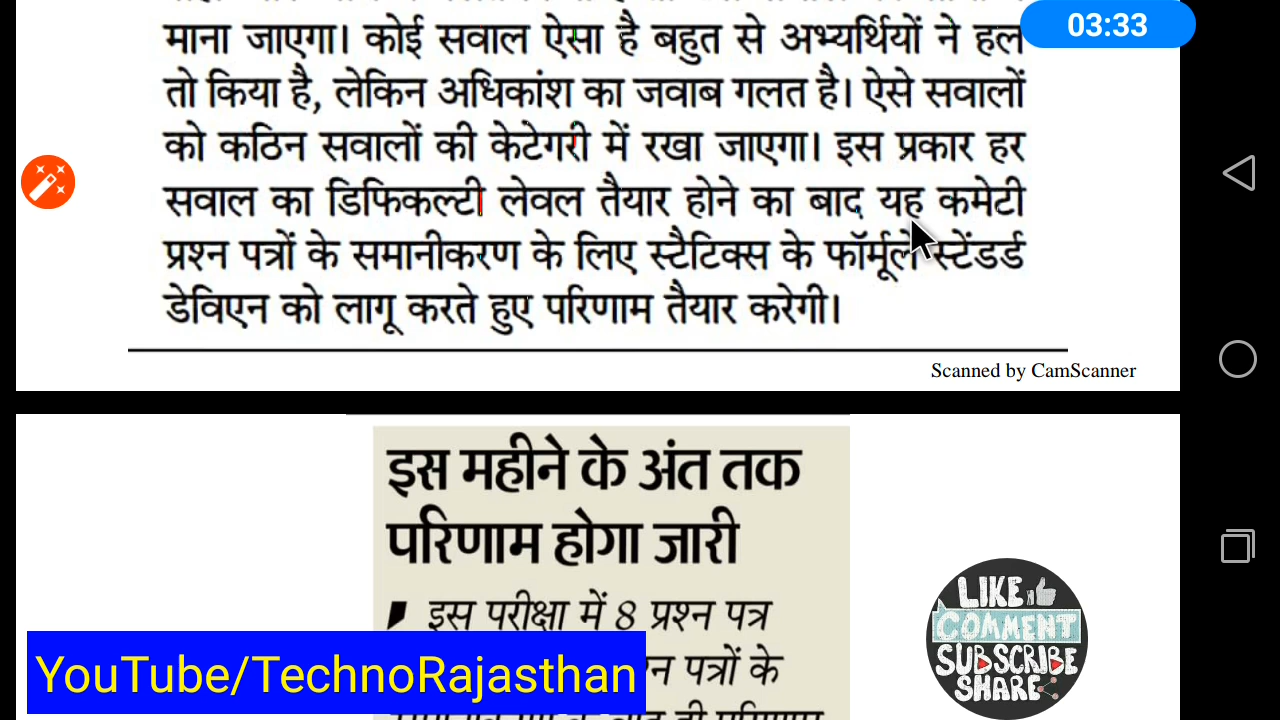 माना जाएगा। कोई सवाल ऐसा है बहुत से अभ्यर्थियों ने हल
03:33
तो किया है, लेकिन अधिकांश का जवाब गलत है। ऐसे सवालों
को कठिन सवालों की केटेगरी में रखा जाएगा। इस प्रकार हर
सवाल का डिफिकल्टी लेवल तैयार होने का बाद यह कमेटी
प्रश्न पत्रों के समानीकरण के लिए स्टैटिक्स के फॉर्मूले स्टेंडर्ड
डेविएन को लागू करते हुए परिणाम तैयार करेगी।
Scanned by CamScanner
इस महीने के अंत तक
परिणाम होगा जारी
इस परीक्षा में 8 प्रश्न पत्र
पत्रों के
YouTube/TechnoRajasthan
LIKE
COMMENT
SUBSCRIBE
SHARE